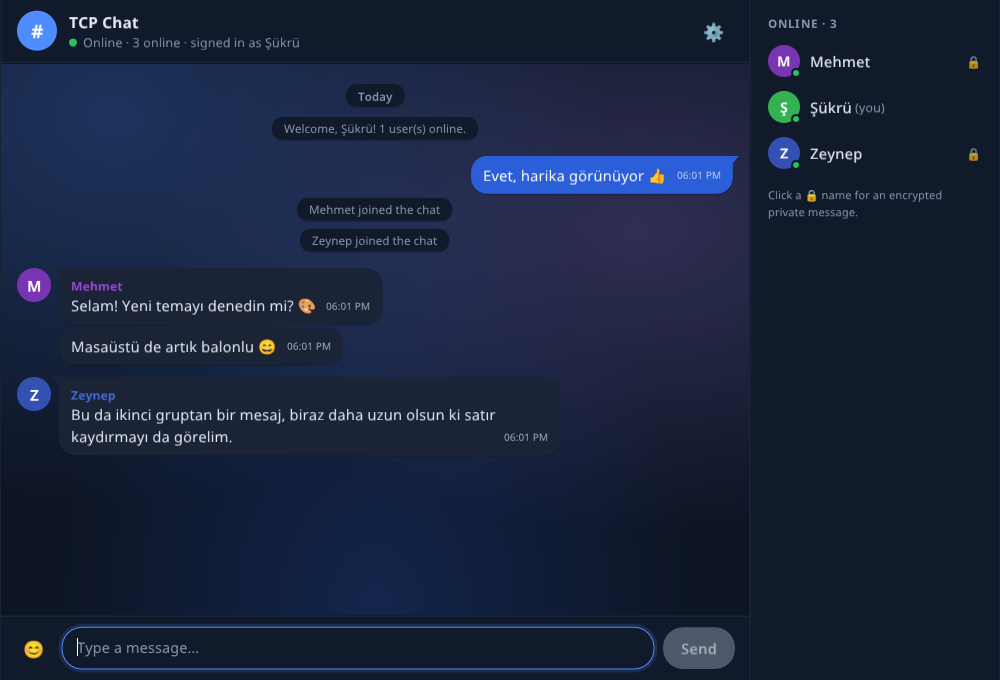 #
TCP Chat
Online · 3 online · signed in as Şükrü
Today
Welcome, Şükrü! 1 user(s) online.
Evet, harika görünüyor 👍 06:01 PM
Mehmet joined the chat
Zeynep joined the chat
M
Mehmet
Selam! Yeni temayı denedin mi? 🎨 06:01 PM
Masaüstü de artık balonlu 😄 06:01 PM
Z
Zeynep
Bu da ikinci gruptan bir mesaj, biraz daha uzun olsun ki satır
kaydırmayı da görelim. 06:01 PM
Type a message...
Send
ONLINE · 3
M Mehmet
Ş Şükrü (you)
Z Zeynep
Click a 🔒 name for an encrypted
private message.